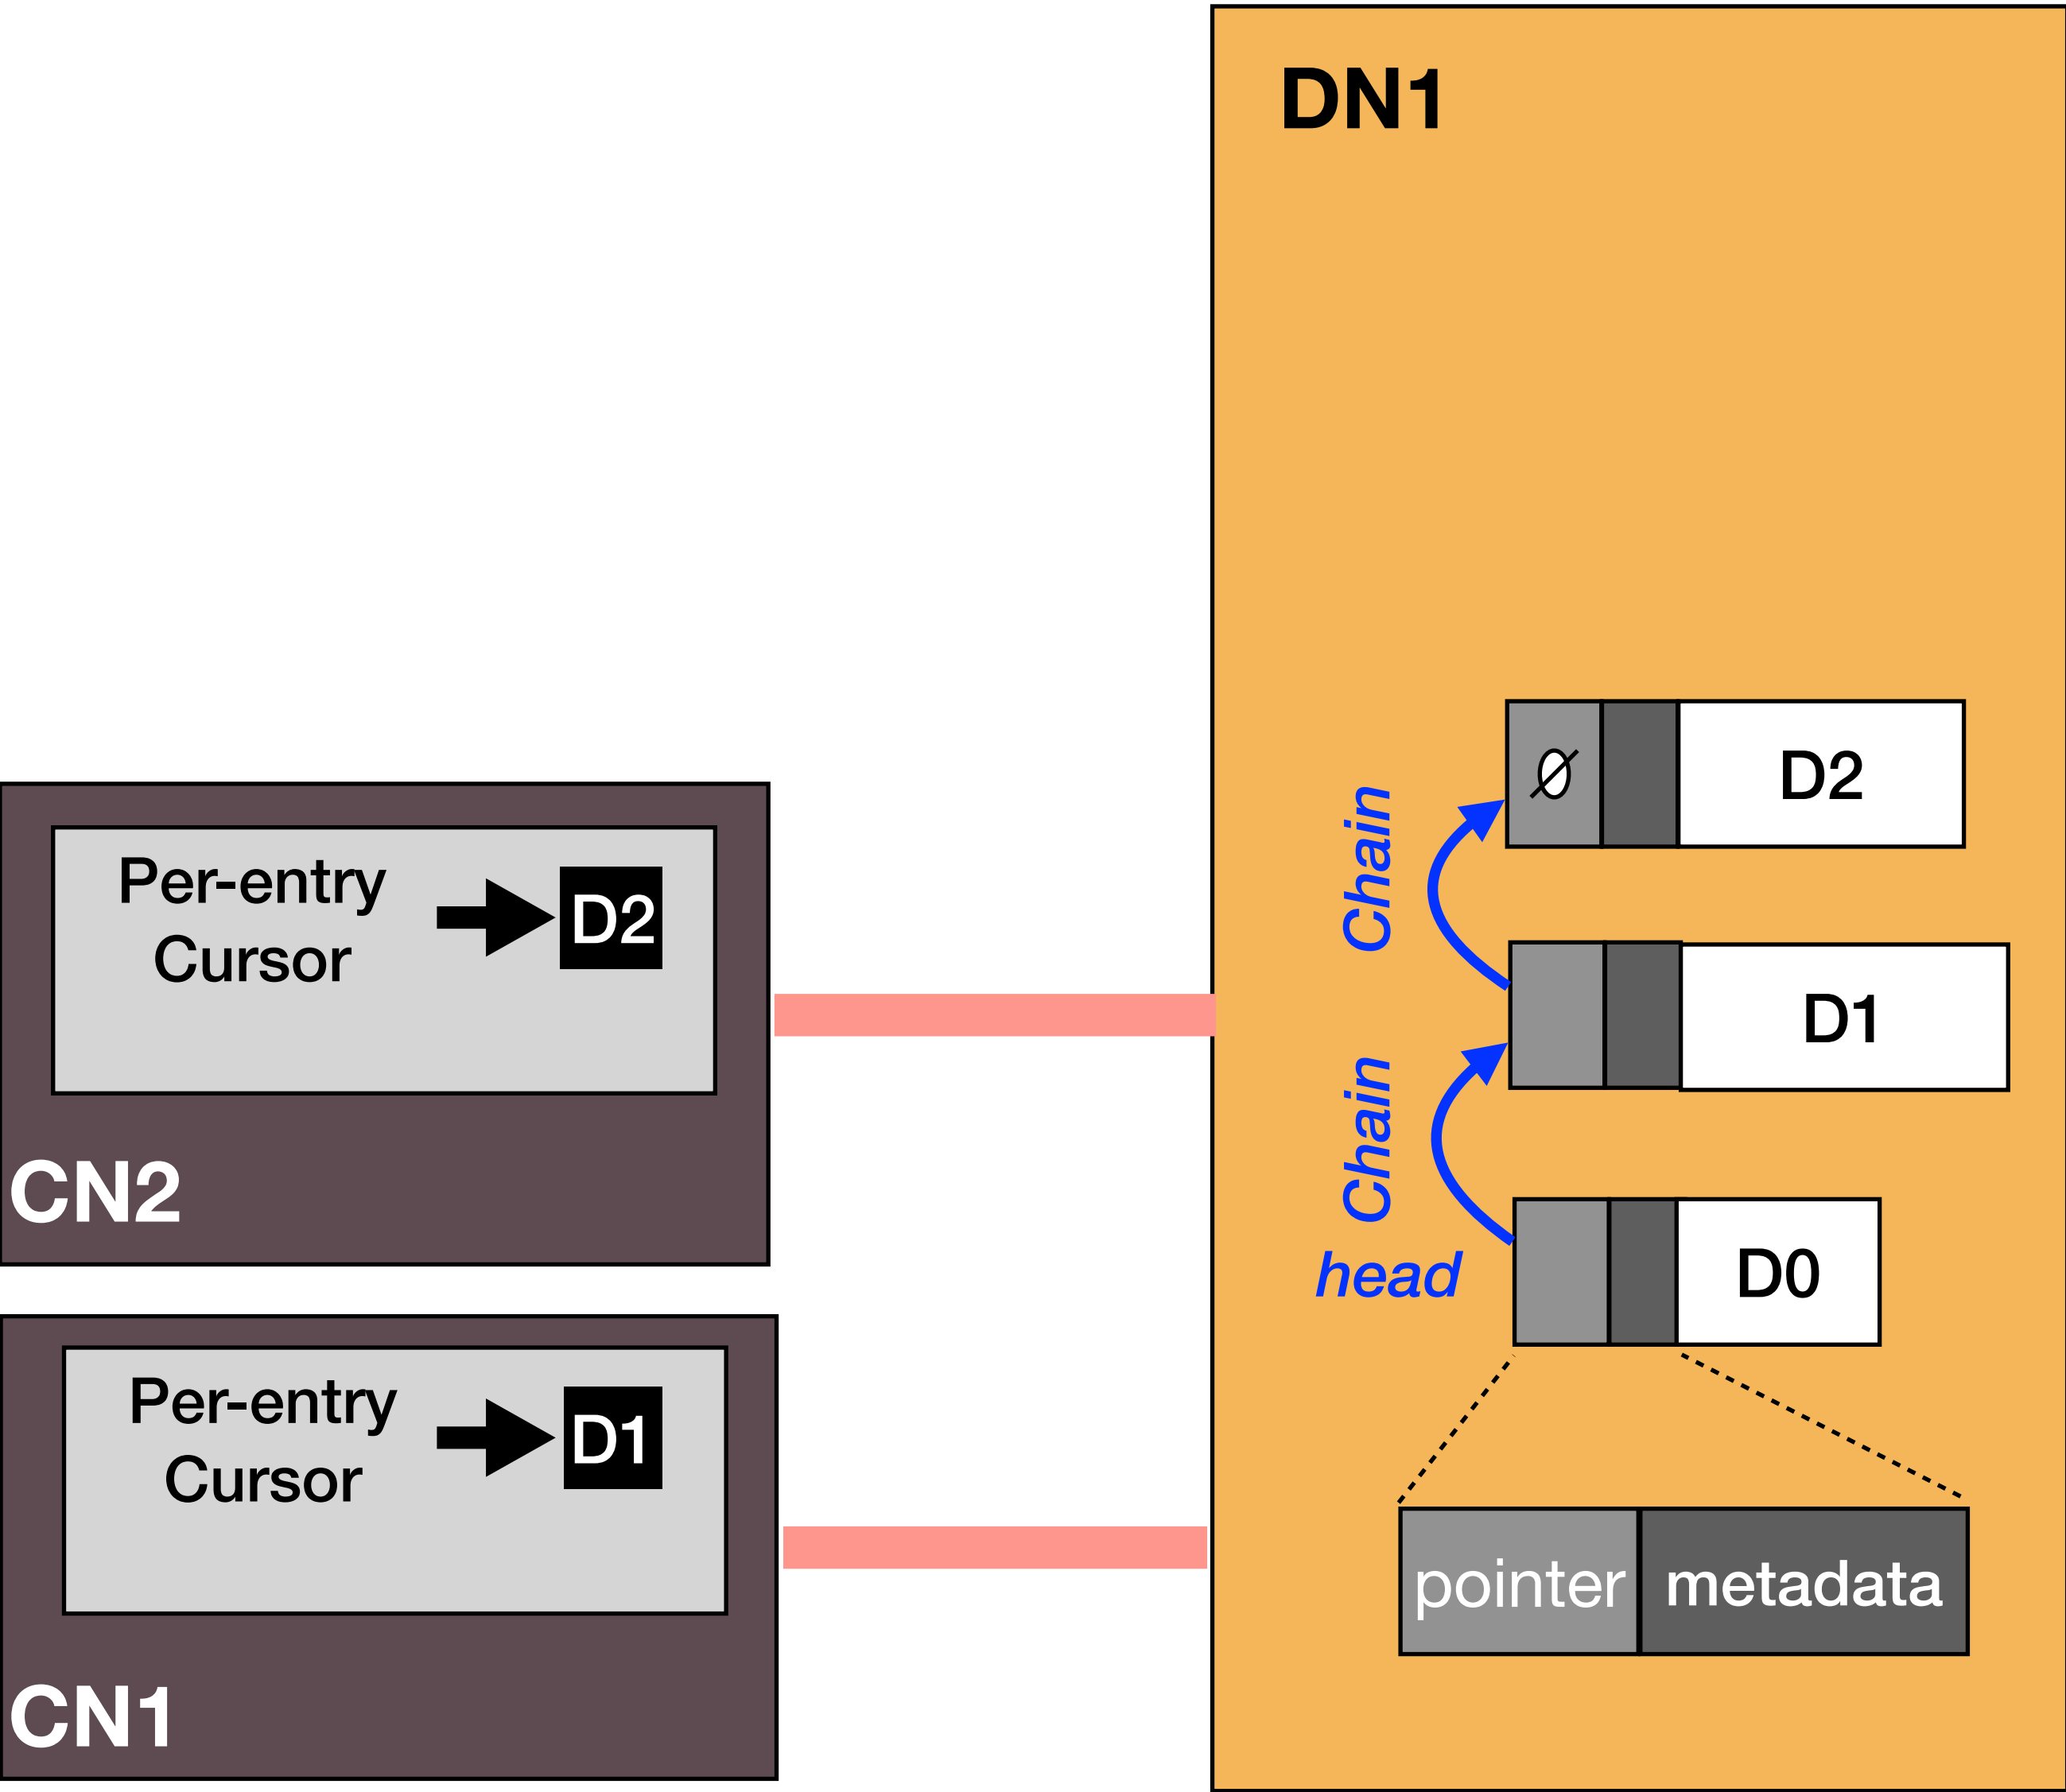 DN1
D2
Chain
D1
Chain
head
D0
pointer
metadata
Per-entry
Cursor
D2
CN2
Per-entry
Cursor
D1
CN1